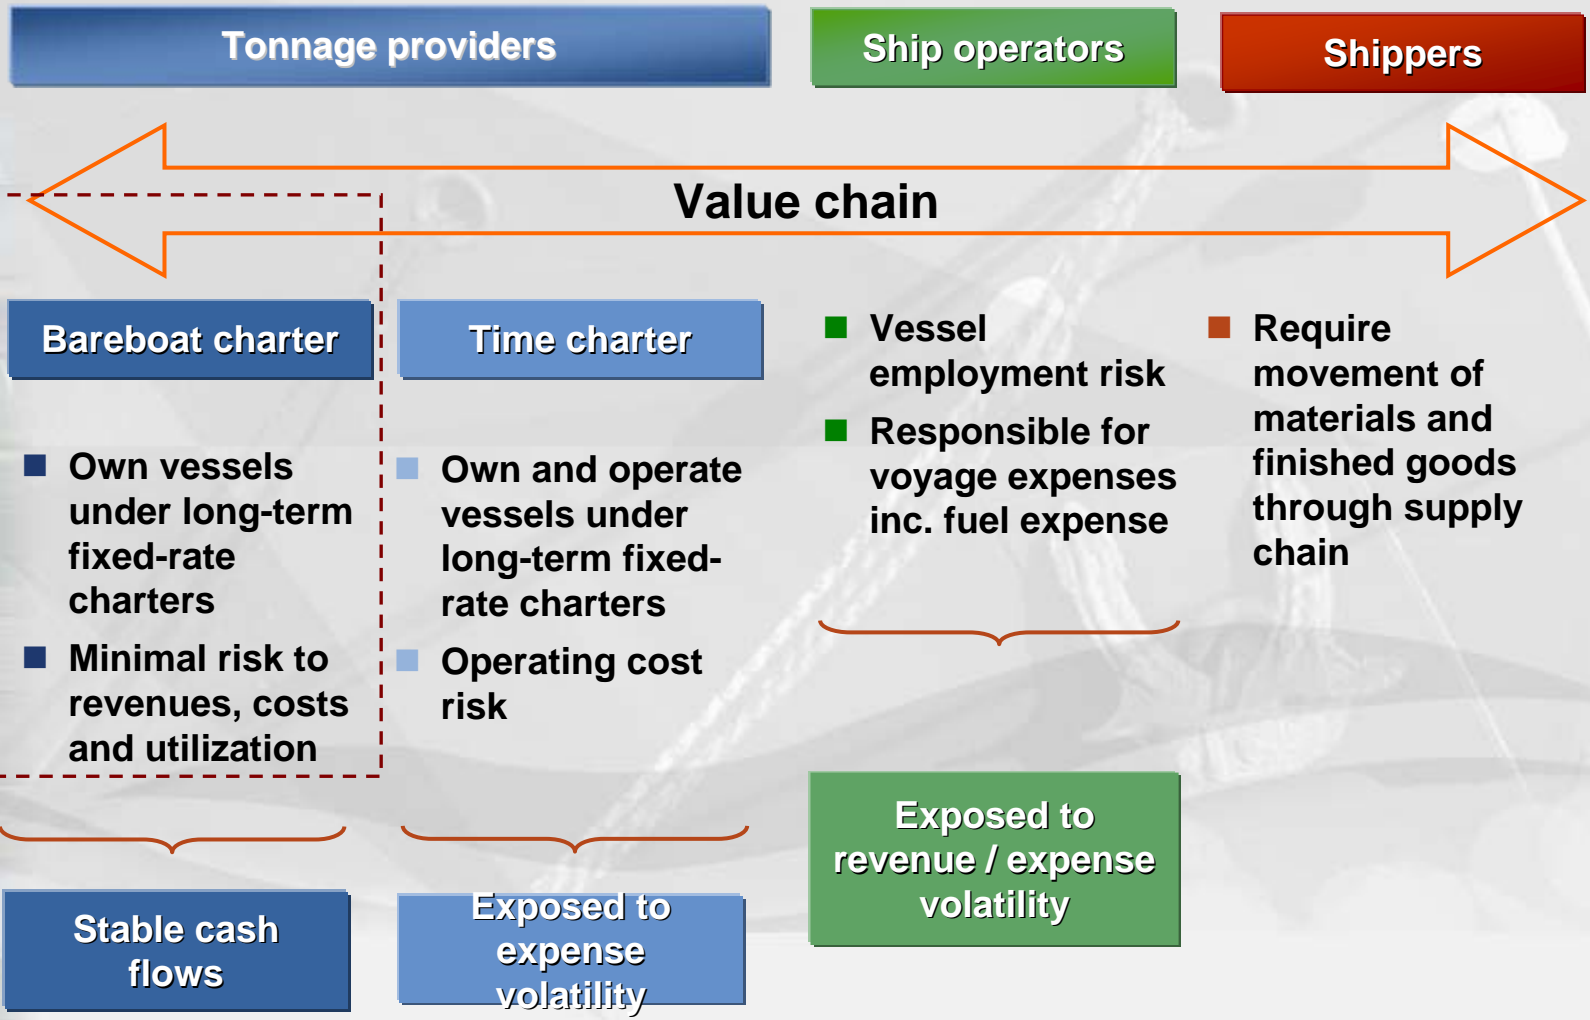 Tonnage providers
Ship operators
Shippers
Value chain
Bareboat charter
Own vessels
under long-term
fixed-rate
charters
Minimal risk to
revenues, costs
and utilization
Stable cash
flows
Time charter
Own and operate
vessels under
long-term fixed-
rate charters
Operating cost
risk
Exposed to
expense
volatility
Vessel
employment risk
Responsible for
voyage expenses
inc. fuel expense
Exposed to
revenue / expense
volatility
Require
movement of
materials and
finished goods
through supply
chain